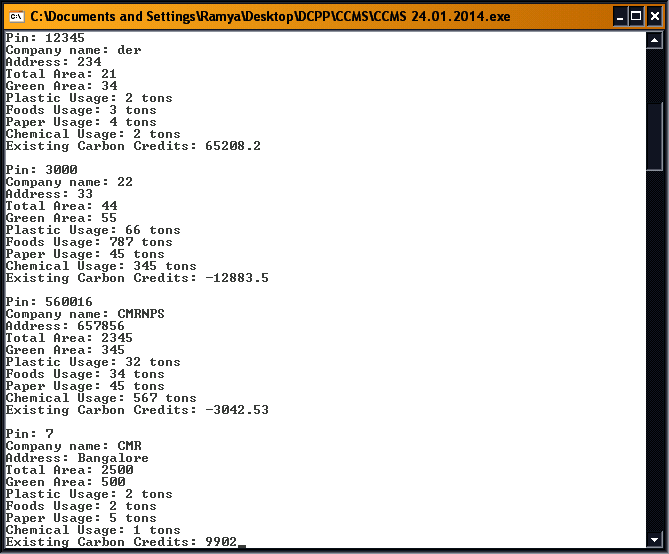 C:\Documents and Settings\Ramya\Desktop\DCPP\CCMS\CCMS 24.01.2014.exe
Pin: 12345
Company name: der
Address: 234
Total Area: 21
Green Area: 34
Plastic Usage: 2 tons
Foods Usage: 3 tons
Paper Usage: 4 tons
Chemical Usage: 2 tons
Existing Carbon Credits: 65208.2
Pin: 3000
Company name: 22
Address: 33
Total Area: 44
Green Area: 55
Plastic Usage: 66 tons
Foods Usage: 787 tons
Paper Usage: 45 tons
Chemical Usage: 345 tons
Existing Carbon Credits: -12883.5
Pin: 560016
Company name: CMRNPS
Address: 657856
Total Area: 2345
Green Area: 345
Plastic Usage: 32 tons
Foods Usage: 34 tons
Paper Usage: 45 tons
Chemical Usage: 567 tons
Existing Carbon Credits: -3042.53
Pin: 7
Company name: CMR
Address: Bangalore
Total Area: 2500
Green Area: 500
Plastic Usage: 2 tons
Foods Usage: 2 tons
Paper Usage: 5 tons
Chemical Usage: 1 tons
Existing Carbon Credits: 9902